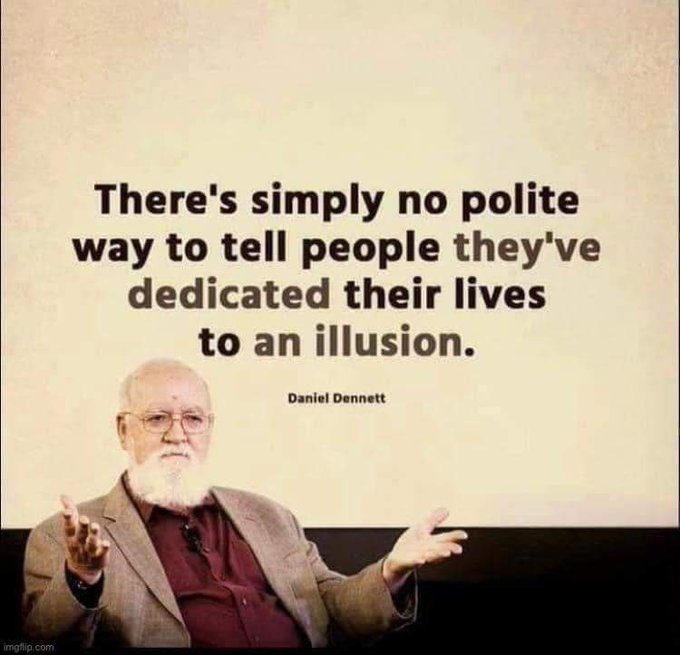 There's simply no polite
way to tell people they've
dedicated their lives
to an illusion.
Daniel Dennett
imgflip.com